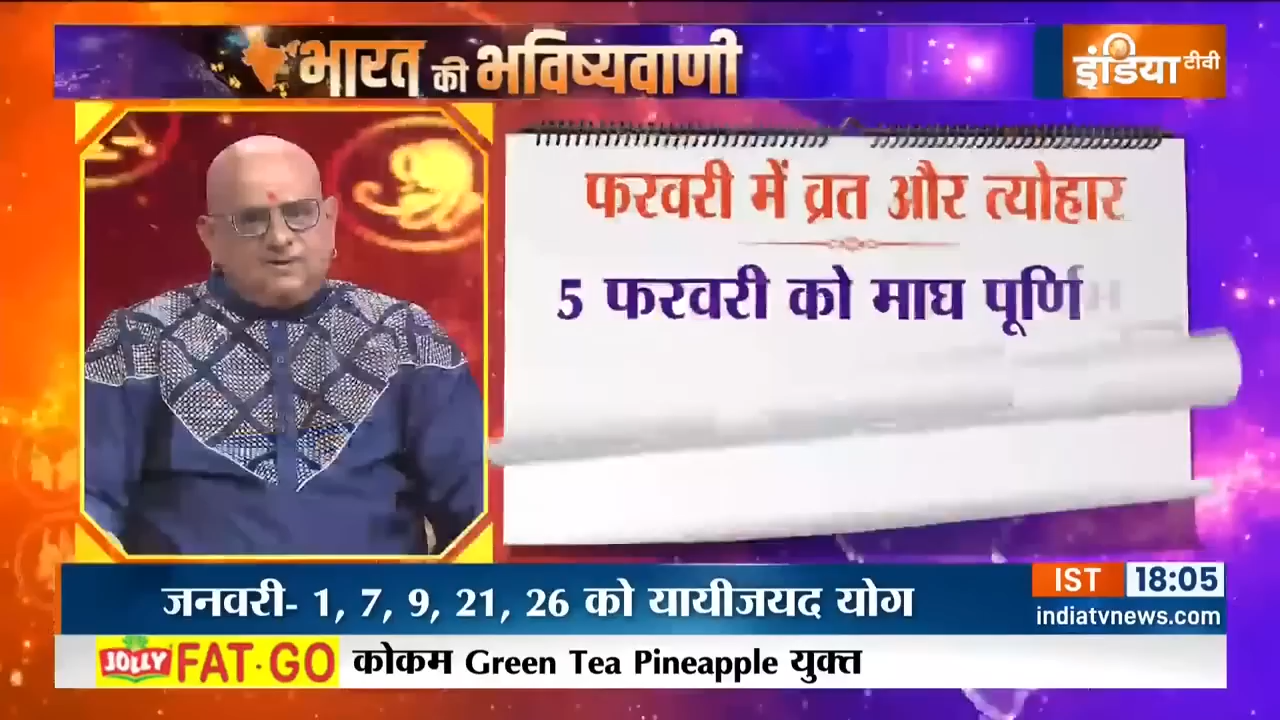 भारत की भविष्यवाणी
इंडिया टीवी
फरवरी में व्रत और त्योहार
5 फरवरी को माघ पूर्णि
जनवरी- 1, 7, 9, 21, 26 को यायीजयद योग
IST 18:05
indiatvnews.com
JOLLY FAT·GO कोकम Green Tea Pineapple युक्त